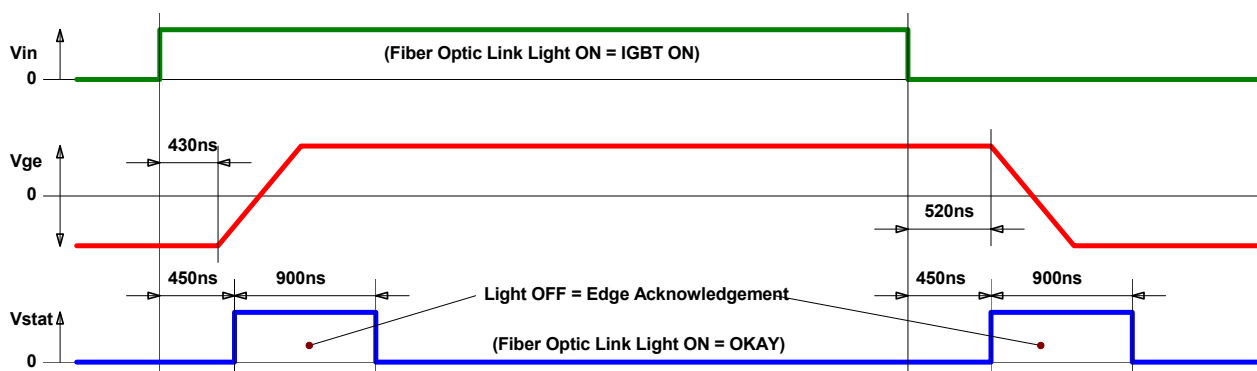 Vin
(Fiber Optic Link Light ON = IGBT ON)
0
430ns
Vge
0
520ns
450ns
900ns
450ns
900ns
Light OFF = Edge Acknowledgement
Vstat
(Fiber Optic Link Light ON = OKAY)
0